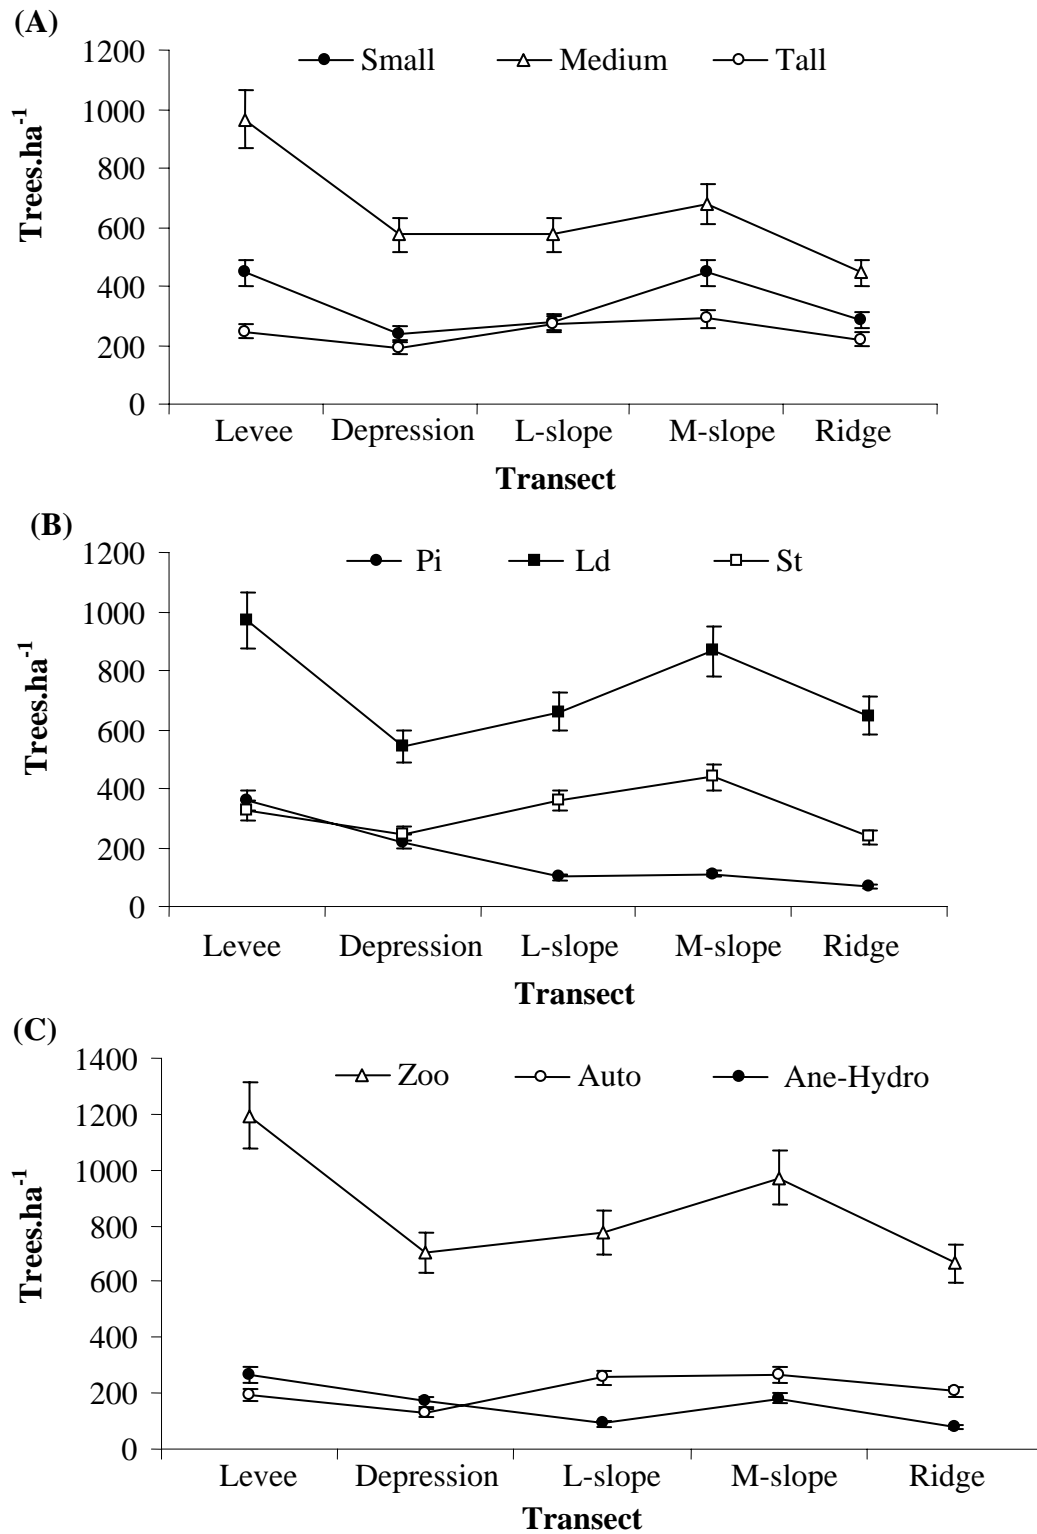 (A)
1200
1000
800
600
400
200
0
Trees.ha-1
Small Medium Tall
Levee Depression L-slope M-slope Ridge
Transect
(B)
1200
1000
800
600
400
200
0
Trees.ha-1
Pi Ld St
Levee Depression L-slope M-slope Ridge
Transect
(C)
1400
1200
1000
800
600
400
200
0
Trees.ha-1
Zoo Auto Ane-Hydro
Levee Depression L-slope M-slope Ridge
Transect